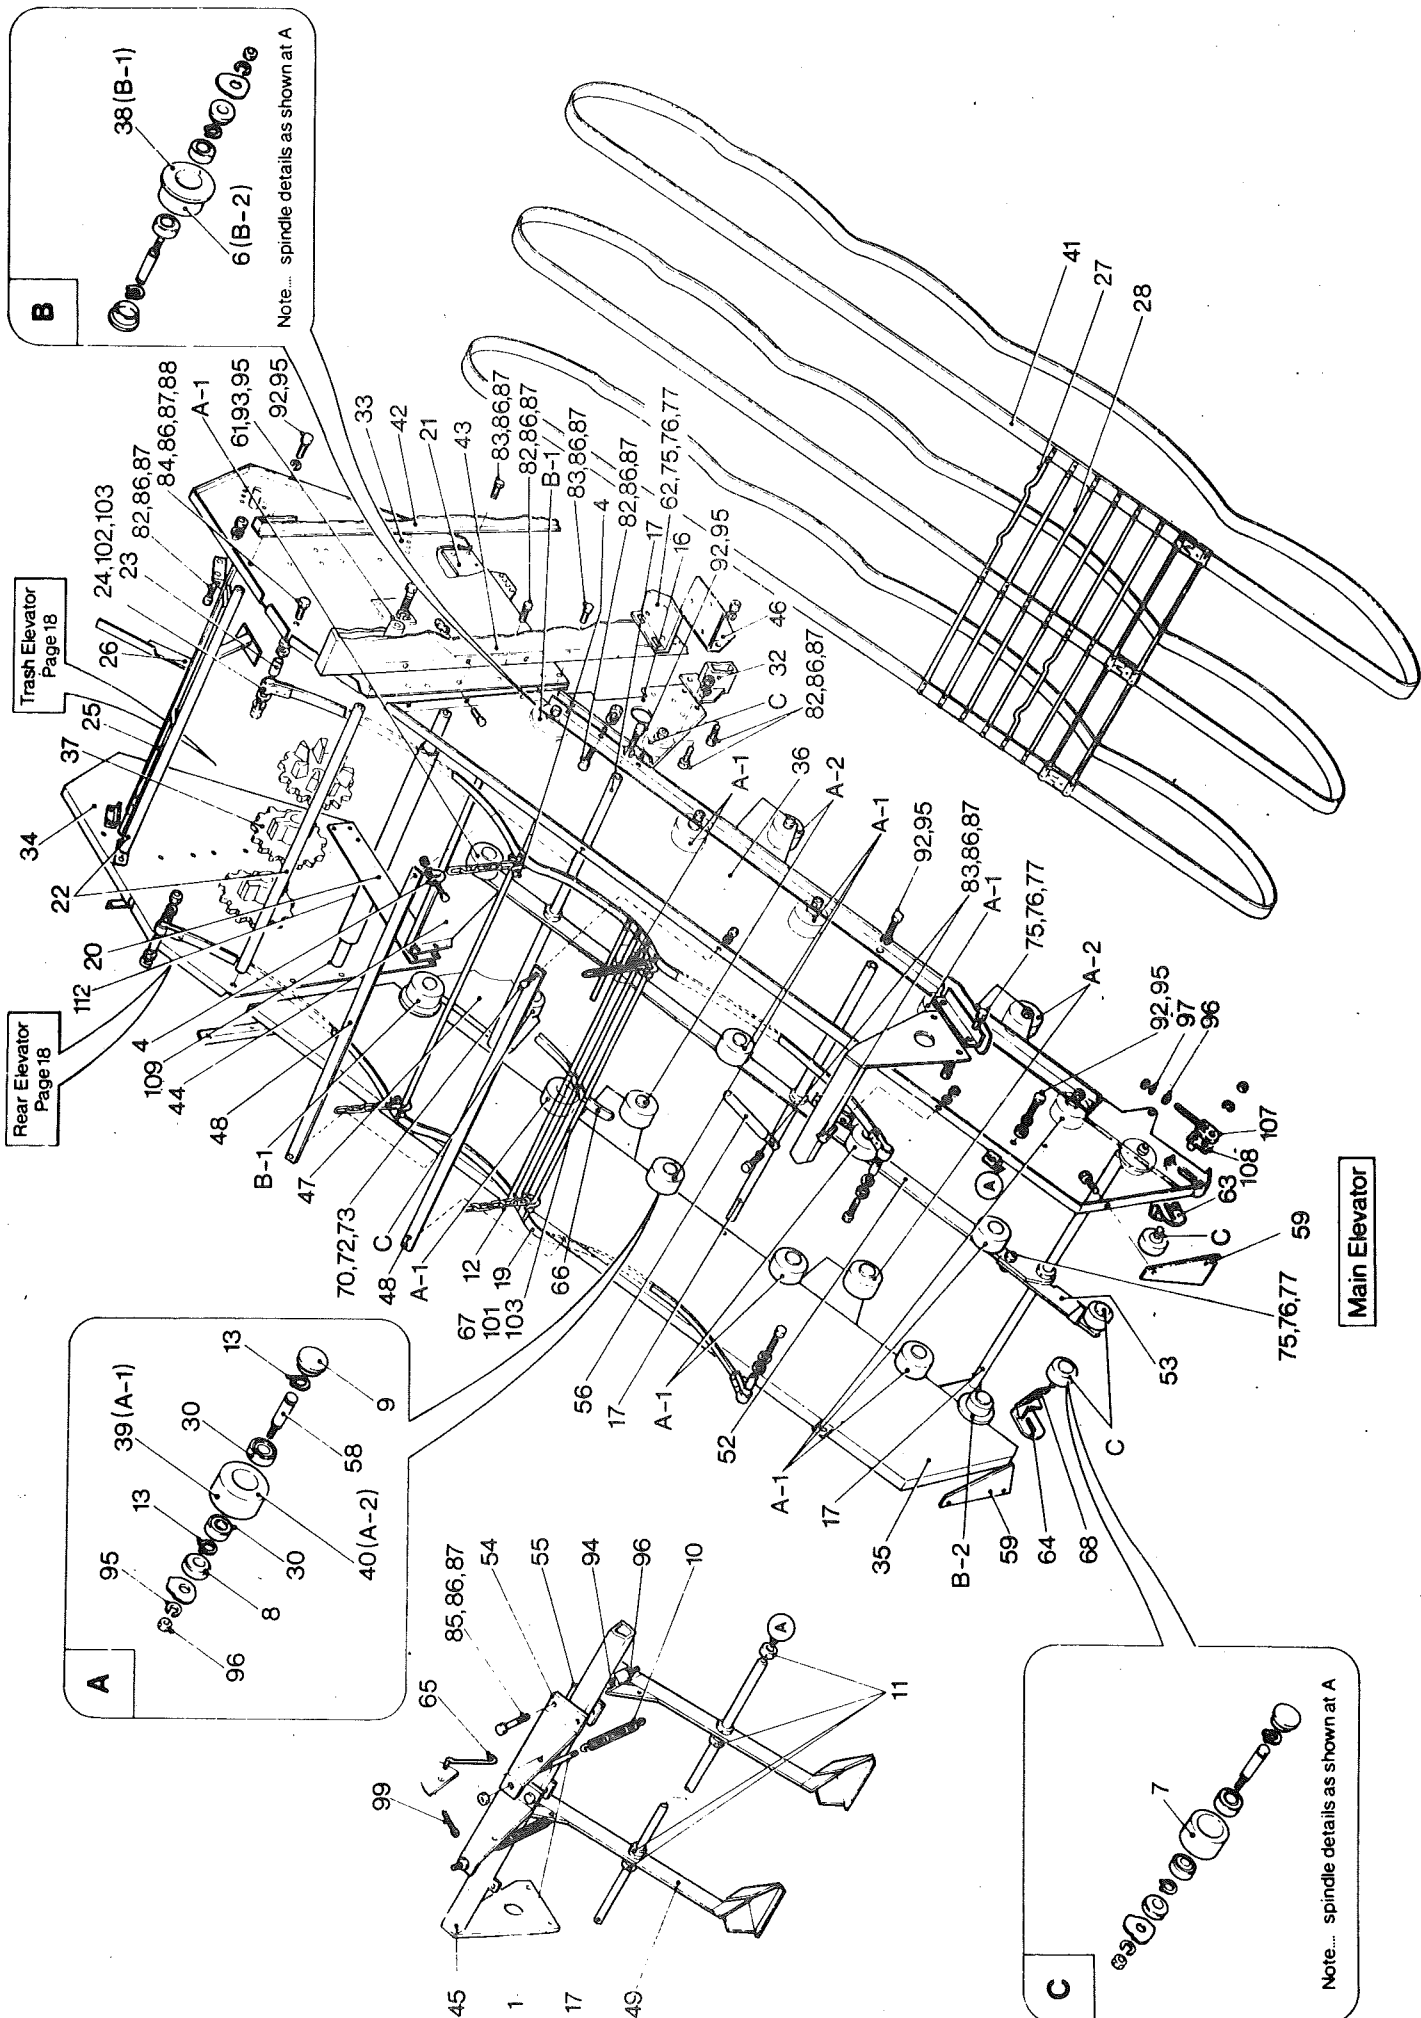 B
38(B-1)
6(B-2)
Note.... spindle details as shown at A
Trash Elevator
Page 18
Rear Elevator
Page 18
34
37
25
26
23
24,102,103
82,86,87
84,86,87,88
A-1
61,93,95
92,95
33
42
21
43
83,86,87
82,86,87
B-1
83,86,87
82,86,87
4
62,75,76,77
17
16
92,95
46
32
C
82,86,87
22
20
112
4
109
44
48
B-1
47
70,72,73
C
48
A-1
12
19
67
101
103
66
A-1
36
A-2
A-1
92,95
83,86,87
A-1
75,76,77
A-2
92,95
97
96
107
108
63
C
59
A
41
27
28
56
17
A-1
52
A-1
17
35
B-2
59
64
68
C
53
75,76,77
Main Elevator
A
39(A-1)
13
30
13
95
96
8
30
40(A-2)
58
9
85,86,87
54
55
94
96
10
65
99
A
11
45
1
17
49
C
7
Note.... spindle details as shown at A